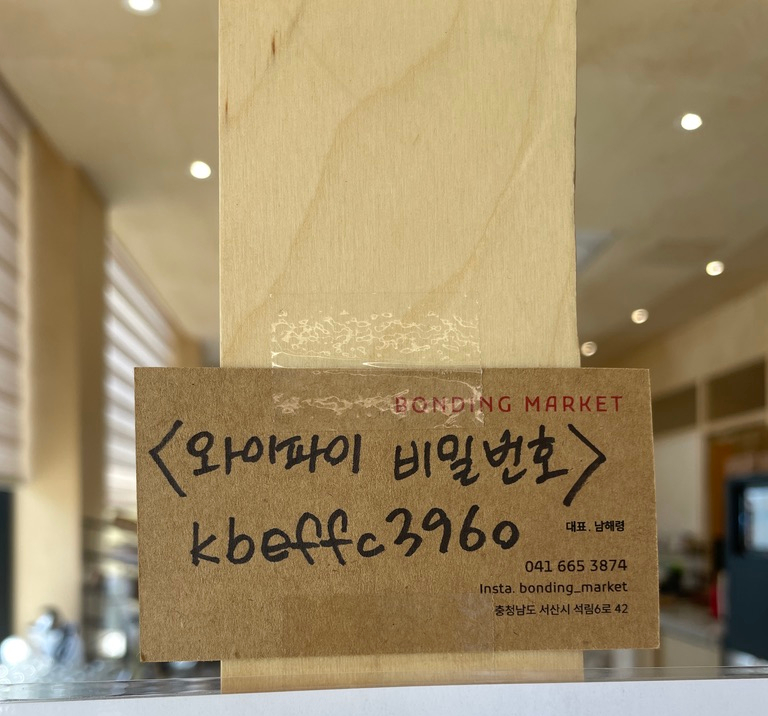 BONDING MARKET
<와이파이 비밀번호>
kbeffc3960
대표. 남해령
041 665 3874
Insta. bonding_market
충청남도 서산시 석림6로 42